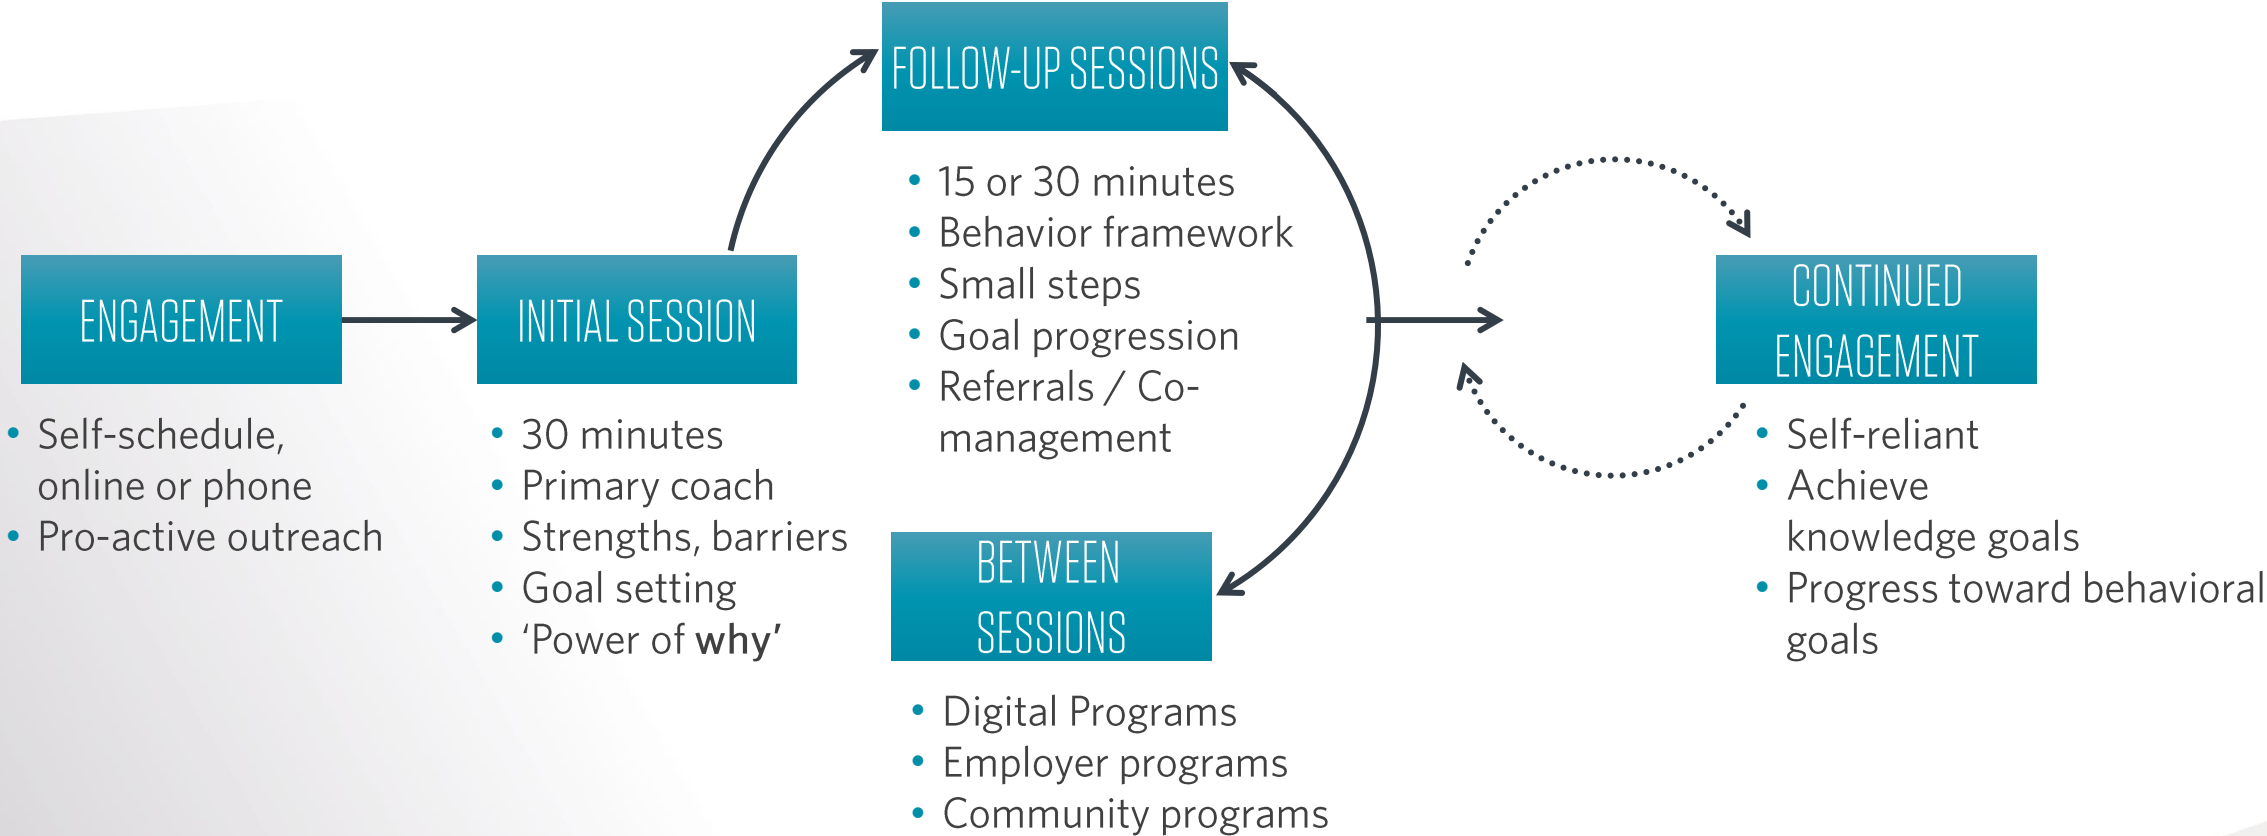 ENGAGEMENT
• Self-schedule,
online or phone
• Pro-active outreach
INITIAL SESSION
• 30 minutes
• Primary coach
• Strengths, barriers
• Goal setting
• ‘Power of why’
FOLLOW-UP SESSIONS
• 15 or 30 minutes
• Behavior framework
• Small steps
• Goal progression
• Referrals / Co-
management
BETWEEN
SESSIONS
• Digital Programs
• Employer programs
• Community programs
CONTINUED
ENGAGEMENT
• Self-reliant
• Achieve
knowledge goals
• Progress toward behavioral
goals